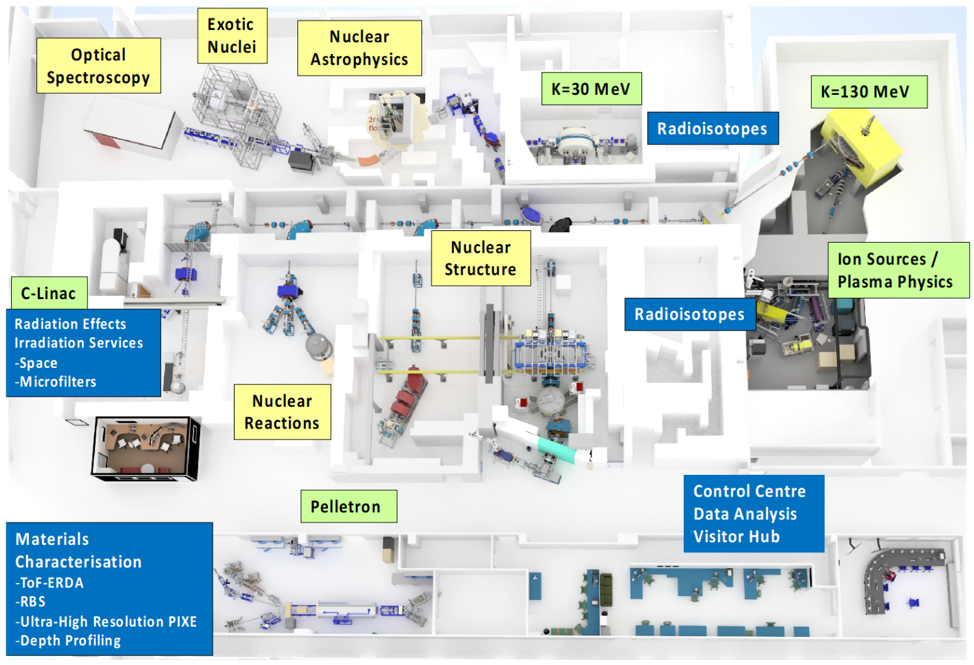 Optical
Spectroscopy
Exotic
Nuclei
Nuclear
Astrophysics
K=30 MeV
Radioisotopes
K=130 MeV
Nuclear
Structure
Ion Sources /
Plasma Physics
C-Linac
Radiation Effects
Irradiation Services
-Space
-Microfilters
Radioisotopes
Nuclear
Reactions
Pelletron
Control Centre
Data Analysis
Visitor Hub
Materials
Characterisation
-ToF-ERDA
-RBS
-Ultra-High Resolution PIXE
-Depth Profiling